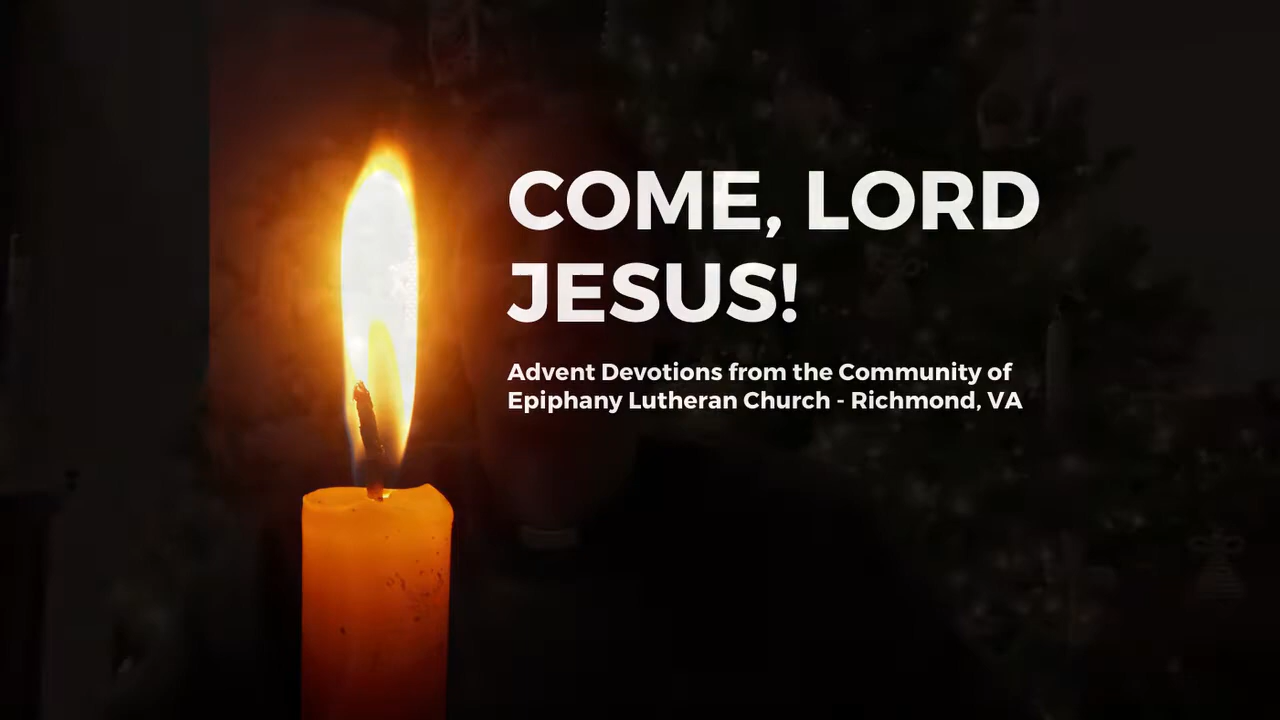 COME, LORD
JESUS!
Advent Devotions from the Community of
Epiphany Lutheran Church - Richmond, VA